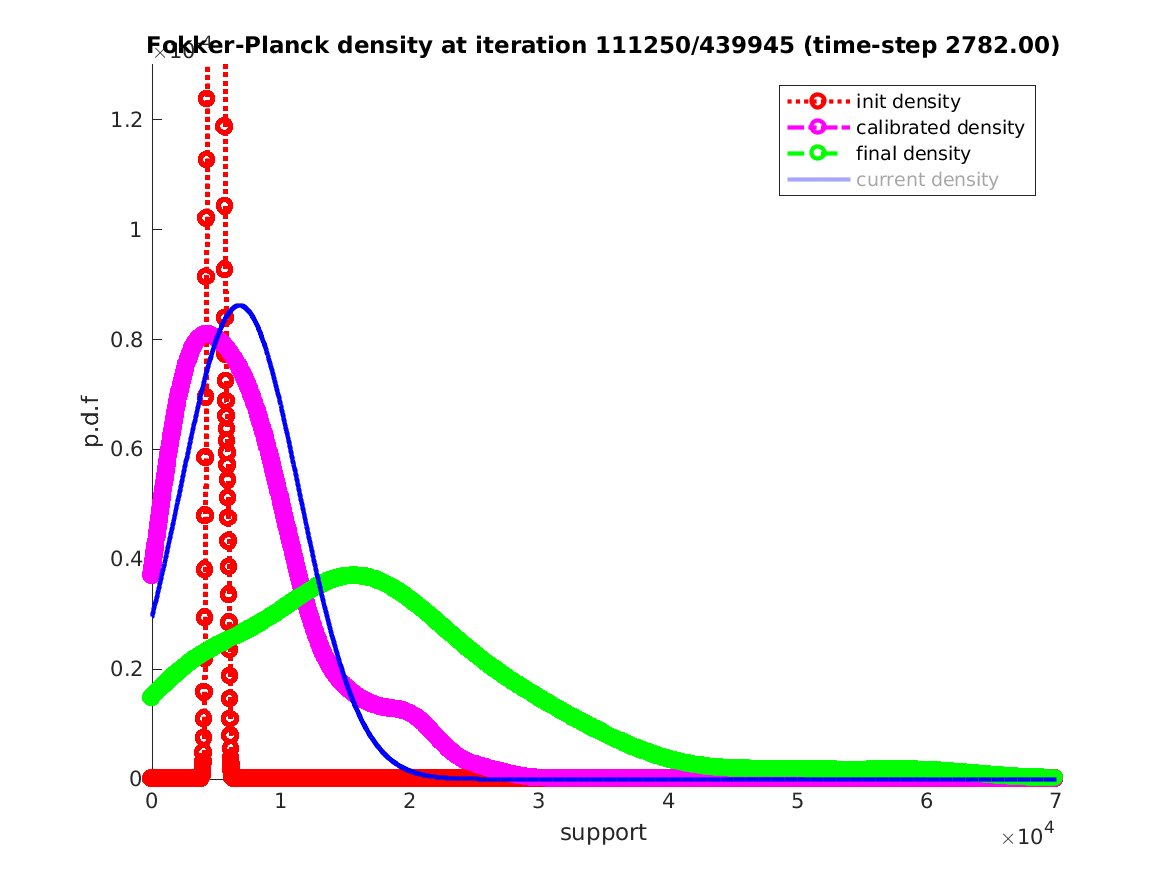 Fokker-Planck density at iteration 111250/439945 (time-step 2782.00)
×10-4
init density
calibrated density
final density
current density
1.2
1
0.8
0.6
0.4
0.2
0
p.d.f
0 1 2 3 4 5 6 7
support
×10^4